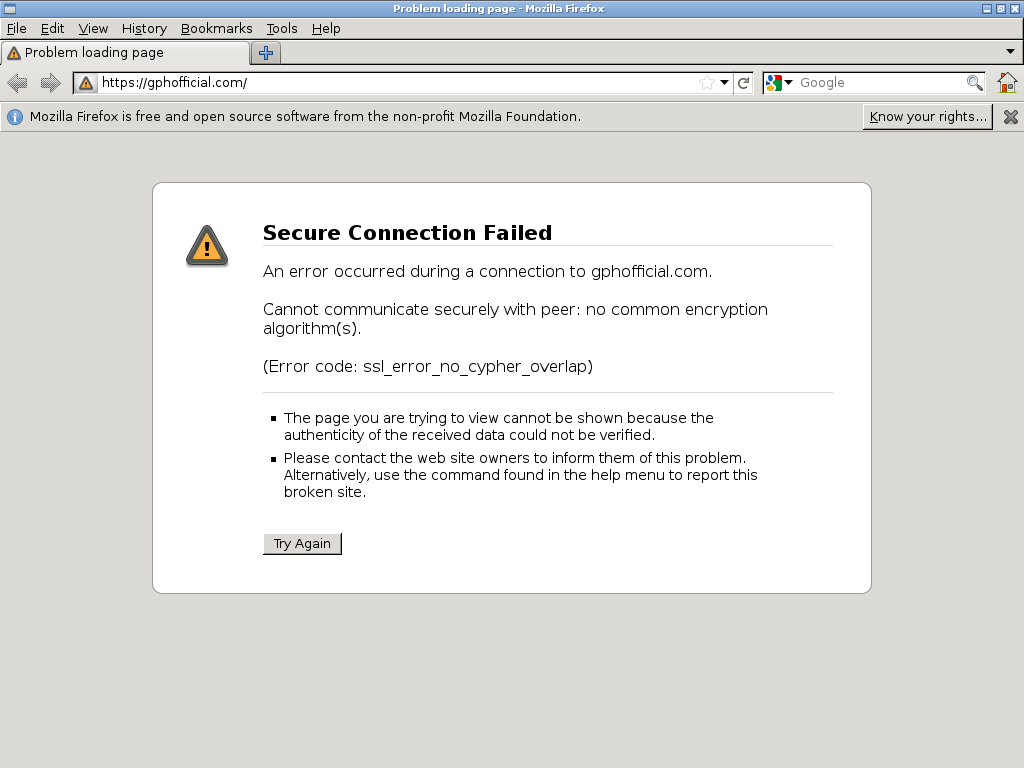 Problem loading page - Mozilla Firefox
File Edit View History Bookmarks Tools Help
Problem loading page
https://gphofficial.com/
Google
Mozilla Firefox is free and open source software from the non-profit Mozilla Foundation.
Know your rights...
Secure Connection Failed
An error occurred during a connection to gphofficial.com.
Cannot communicate securely with peer: no common encryption
algorithm(s).
(Error code: ssl_error_no_cypher_overlap)
The page you are trying to view cannot be shown because the
authenticity of the received data could not be verified.
Please contact the web site owners to inform them of this problem.
Alternatively, use the command found in the help menu to report this
broken site.
Try Again